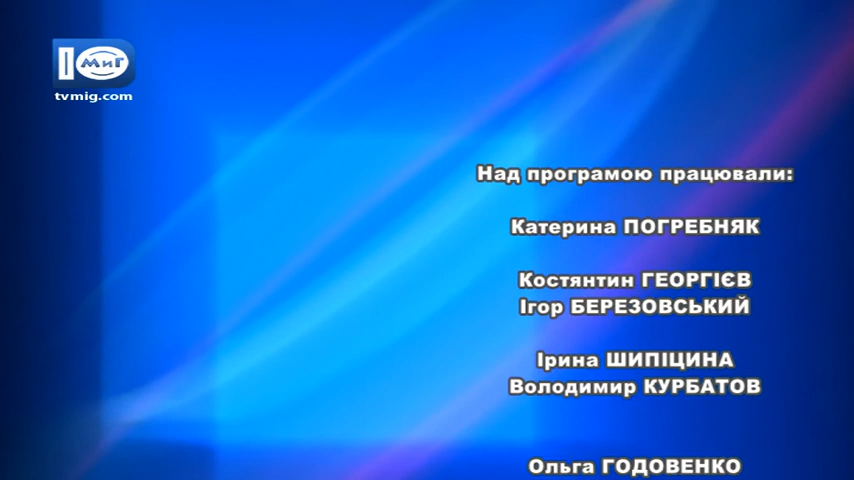 Ю МиГ
tvmig.com
Над програмою працювали:
Катерина ПОГРЕБНЯК
Костянтин ГЕОРГІЄВ
Ігор БЕРЕЗОВСЬКИЙ
Ірина ШИПІЦИНА
Володимир КУРБАТОВ
Ольга ГОДОВЕНКО